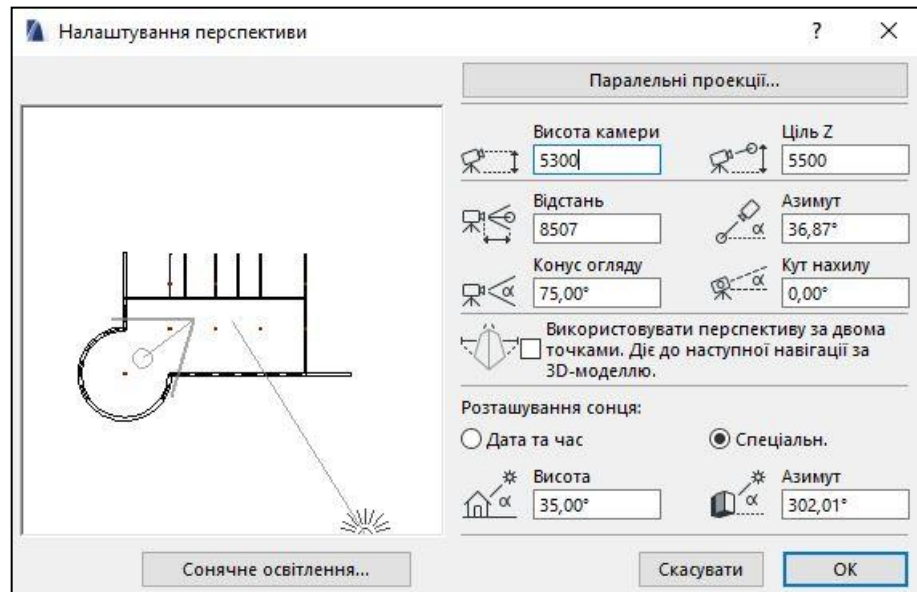 Налаштування перспективи
?
Паралельні проекції...
Висота камери
Ціль Z
5300
5500
Відстань
Азимут
8507
36,87°
α
Конус огляду
Кут нахилу
75,00°
0,00°
α
α
Використовувати перспективу за двома
точками. Діє до наступної навігації за
3D-моделлю.
Розташування сонця:
Дата та час
Спеціальн.
Висота
Азимут
35,00°
302,01°
α
α
Сонячне освітлення...
Скасувати
ОК